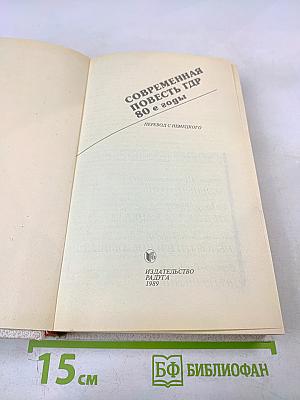 СОВРЕМЕННАЯ
ПОВЕСТЬ ГДР
80 е годы
ПЕРЕВОД С НЕМЕЦКОГО
ИЗДАТЕЛЬСТВО
РАДУГА
1989
15 см
БФ БИБЛИОФАН